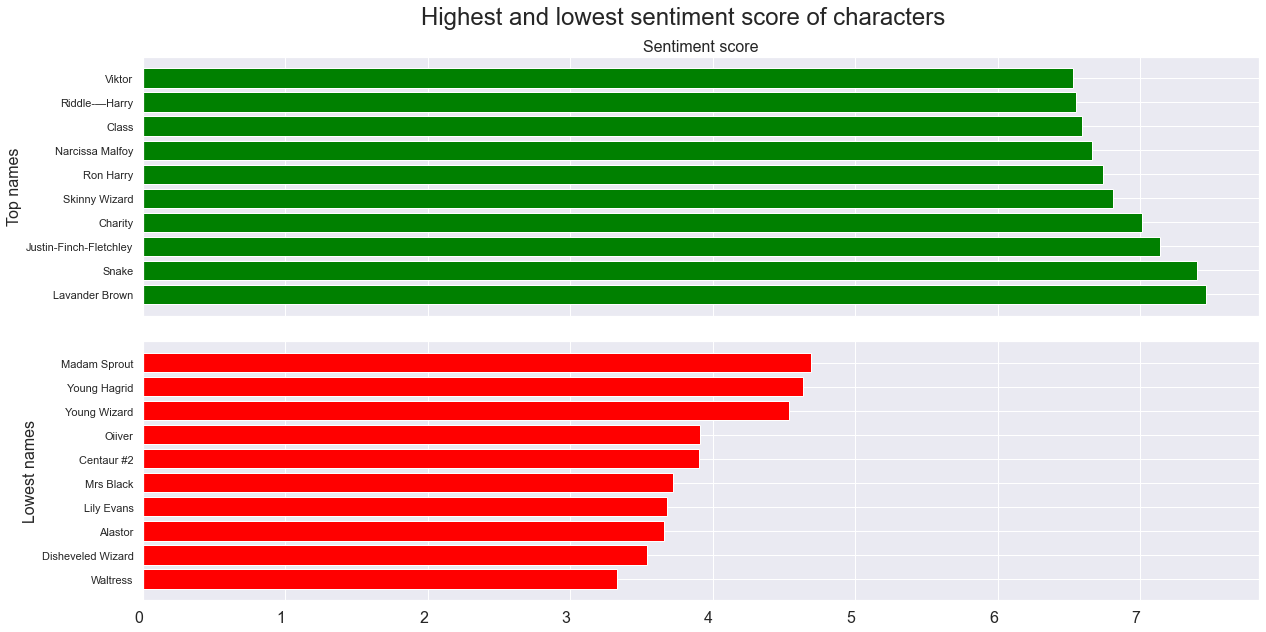 Highest and lowest sentiment score of characters
Sentiment score
Top names
Viktor
Riddle-—Harry
Class
Narcissa Malfoy
Ron Harry
Skinny Wizard
Charity
Justin-Finch-Fletchley
Snake
Lavander Brown
Lowest names
Madam Sprout
Young Hagrid
Young Wizard
Oiiver
Centaur #2
Mrs Black
Lily Evans
Alastor
Disheveled Wizard
Waltress
0 1 2 3 4 5 6 7